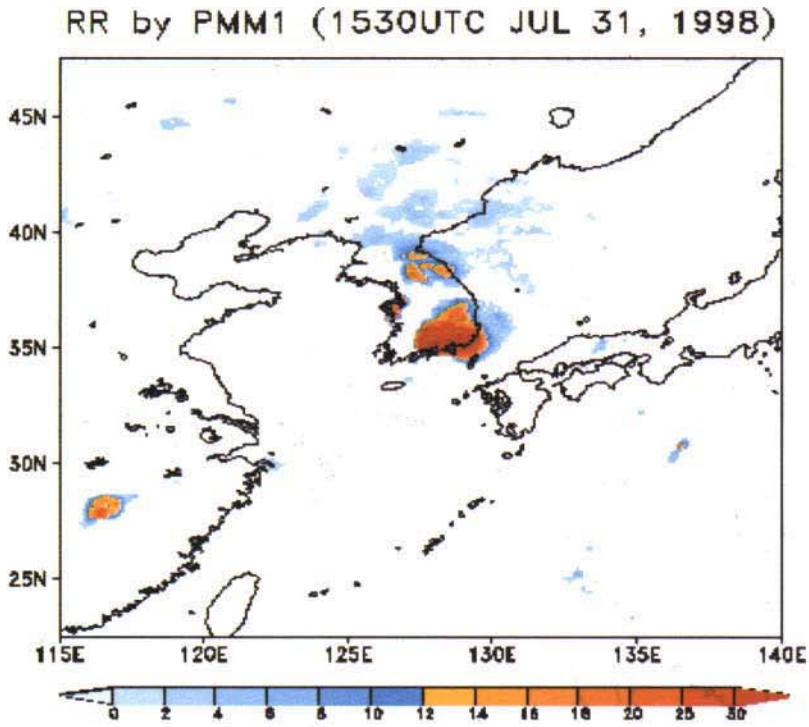 RR by PMM1 (1530UTC JUL 31, 1998)
45N
40N
35N
30N
25N
115E 120E 125E 130E 135E 140E
0 2 4 6 8 10 12 14 16 18 20 25 30